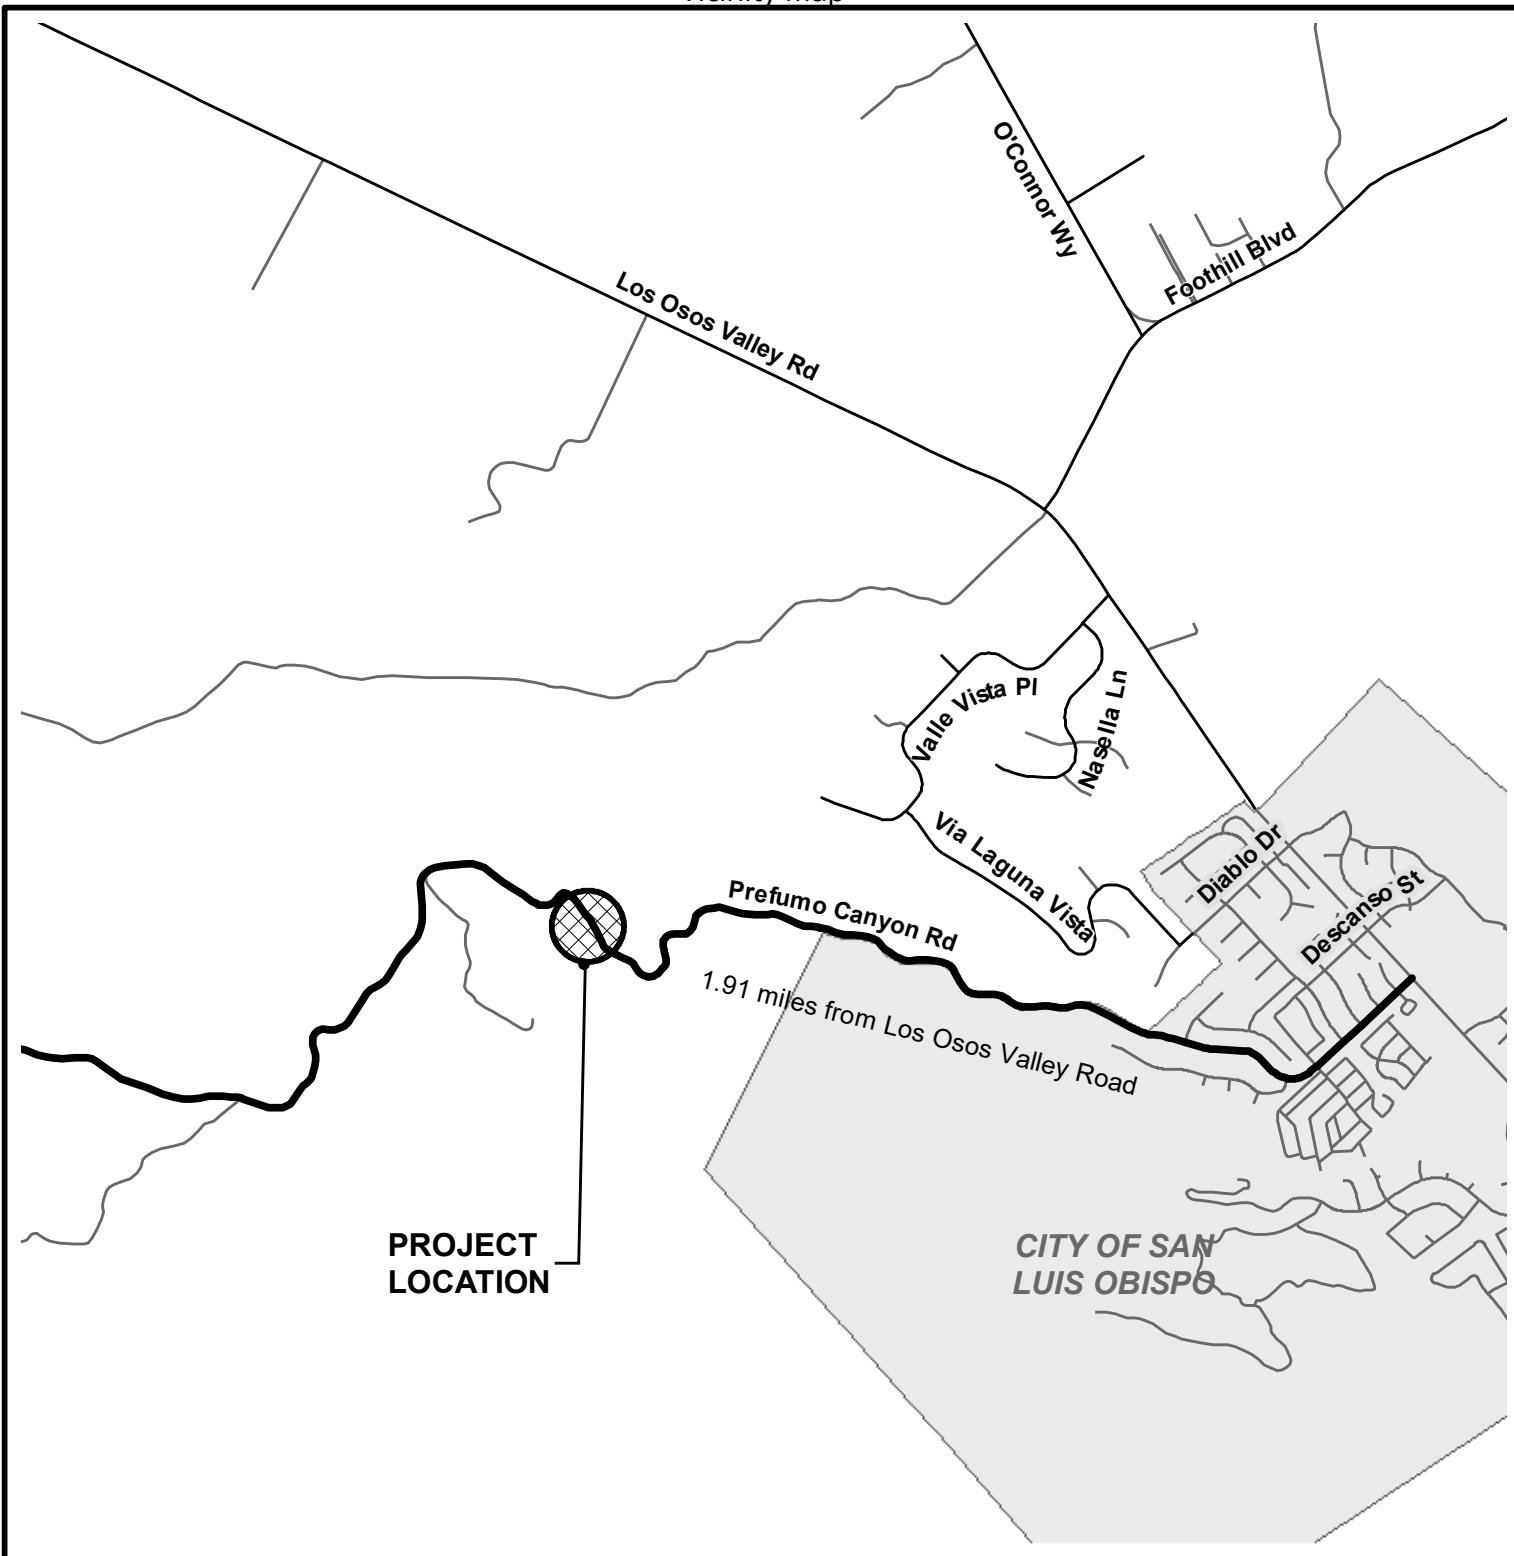 O'Connor Wy
Foothill Blvd
Los Osos Valley Rd
Valle Vista Pl
Nasella Ln
Via Laguna Vista
Diablo Dr
Descanso St
Prefumo Canyon Rd
1.91 miles from Los Osos Valley Road
PROJECT
LOCATION
CITY OF SAN
LUIS OBISPO